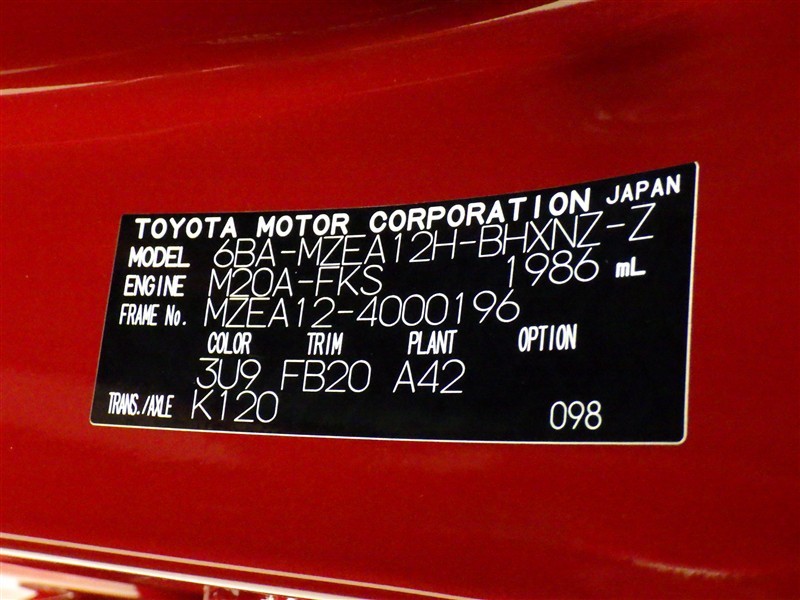 TOYOTA MOTOR CORPORATION JAPAN
MODEL 6BA-MZEA12H-BHXNZ-Z
ENGINE M20A-FKS 1986 mL
FRAME No. MZEA12-4000196
COLOR TRIM PLANT OPTION
3U9 FB20 A42
TRANS./AXLE K120 098